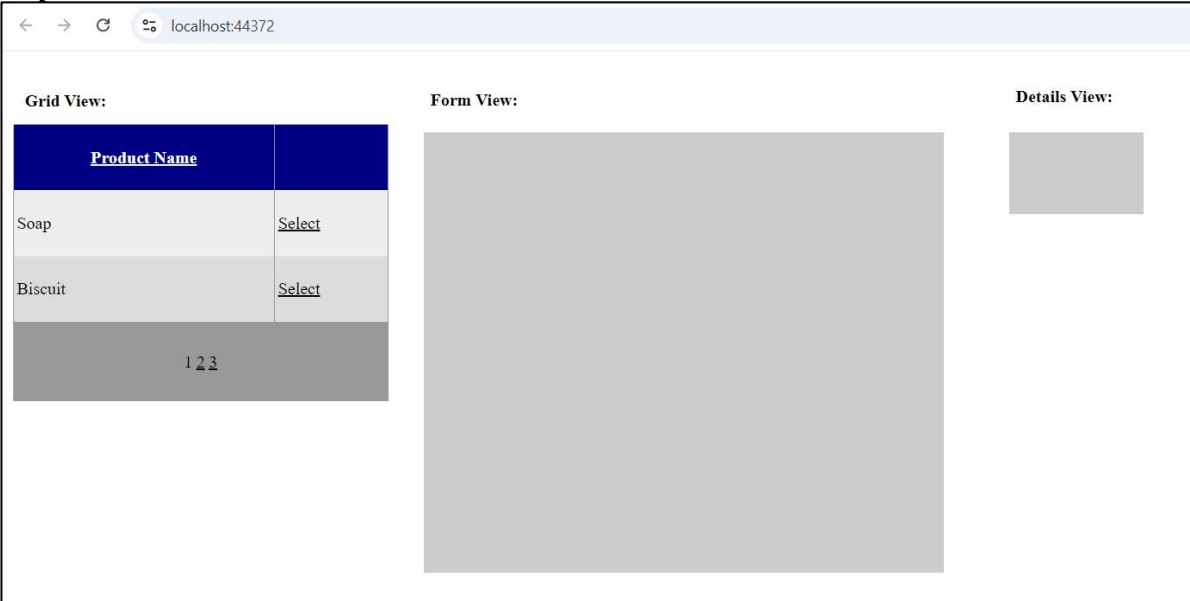 localhost:44372
Grid View:
Product Name
Soap Select
Biscuit Select
1 2 3
Form View:
Details View: